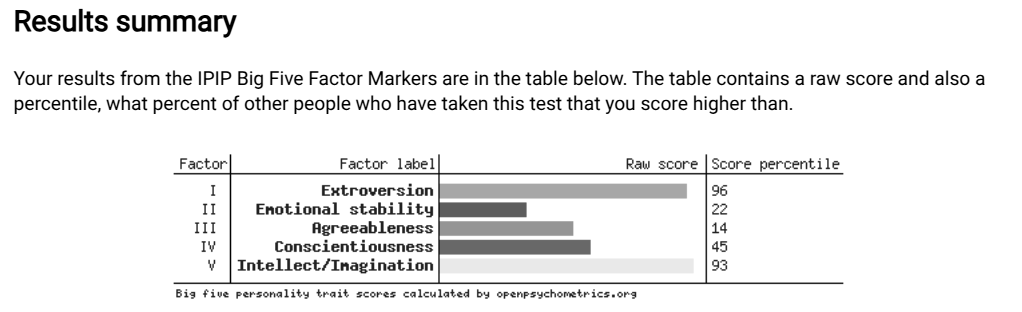 Results summary
Your results from the IPIP Big Five Factor Markers are in the table below. The table contains a raw score and also a
percentile, what percent of other people who have taken this test that you score higher than.
Factor Factor label Raw score Score percentile
I Extroversion 96
II Emotional stability 22
III Agreeableness 14
IV Conscientiousness 45
V Intellect/Imagination 93
Big five personality trait scores calculated by openpsychometrics.org